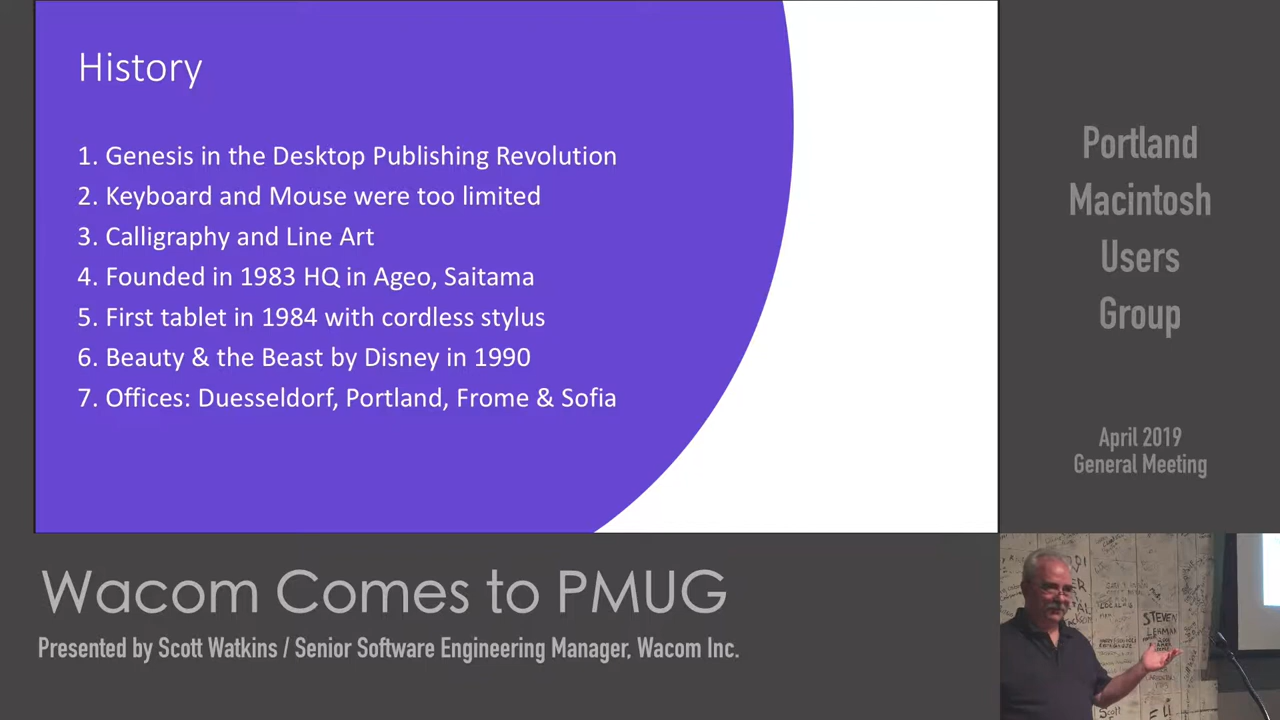 History
1. Genesis in the Desktop Publishing Revolution
2. Keyboard and Mouse were too limited
3. Calligraphy and Line Art
4. Founded in 1983 HQ in Ageo, Saitama
5. First tablet in 1984 with cordless stylus
6. Beauty & the Beast by Disney in 1990
7. Offices: Duesseldorf, Portland, Frome & Sofia
Portland
Macintosh
Users
Group
April 2019
General Meeting
Wacom Comes to PMUG
Presented by Scott Watkins / Senior Software Engineering Manager, Wacom Inc.
STEVEN
LEHMAN